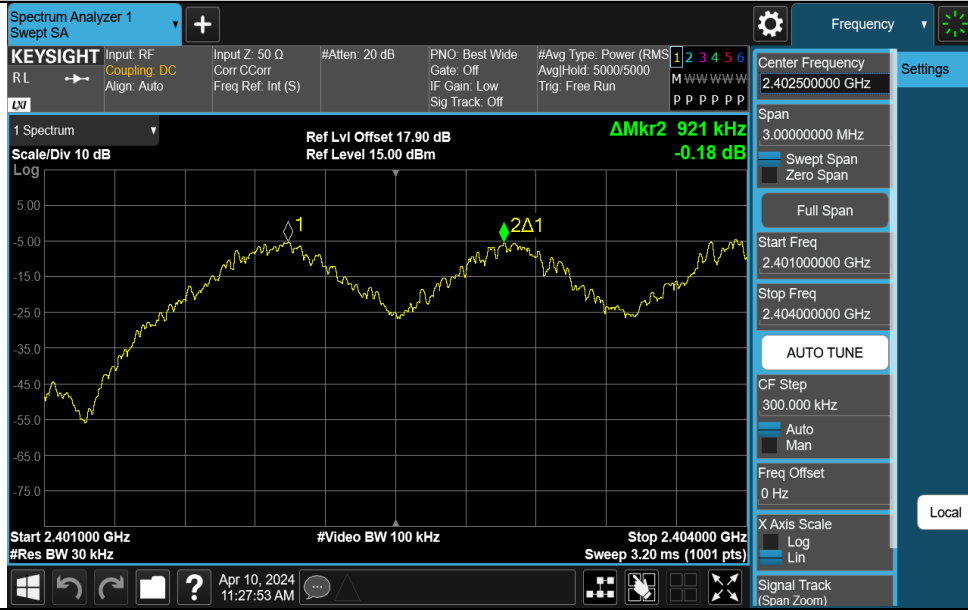 Spectrum Analyzer 1
Swept SA
Frequency
KEYSIGHT
RL
LXI
Input: RF
Coupling: DC
Align: Auto
Input Z: 50 Ω
Corr CCorr
Freq Ref: Int (S)
#Atten: 20 dB
PNO: Best Wide
Gate: Off
IF Gain: Low
Sig Track: Off
#Avg Type: Power (RMS
Avg|Hold: 5000/5000
Trig: Free Run
1 2 3 4 5 6
M W W W W W
P P P P P P
1 Spectrum
Scale/Div 10 dB
Log
Ref Lvl Offset 17.90 dB
Ref Level 15.00 dBm
ΔMkr2 921 kHz
-0.18 dB
5.00
-5.00
-15.0
-25.0
-35.0
-45.0
-55.0
-65.0
-75.0
1
2Δ1
Start 2.401000 GHz
#Res BW 30 kHz
#Video BW 100 kHz
Stop 2.404000 GHz
Sweep 3.20 ms (1001 pts)
Apr 10, 2024
11:27:53 AM
Center Frequency
2.402500000 GHz
Span
3.00000000 MHz
Swept Span
Zero Span
Full Span
Start Freq
2.401000000 GHz
Stop Freq
2.404000000 GHz
AUTO TUNE
CF Step
300.000 kHz
Auto
Man
Freq Offset
0 Hz
X Axis Scale
Log
Lin
Signal Track
(Span Zoom)
Settings
Local